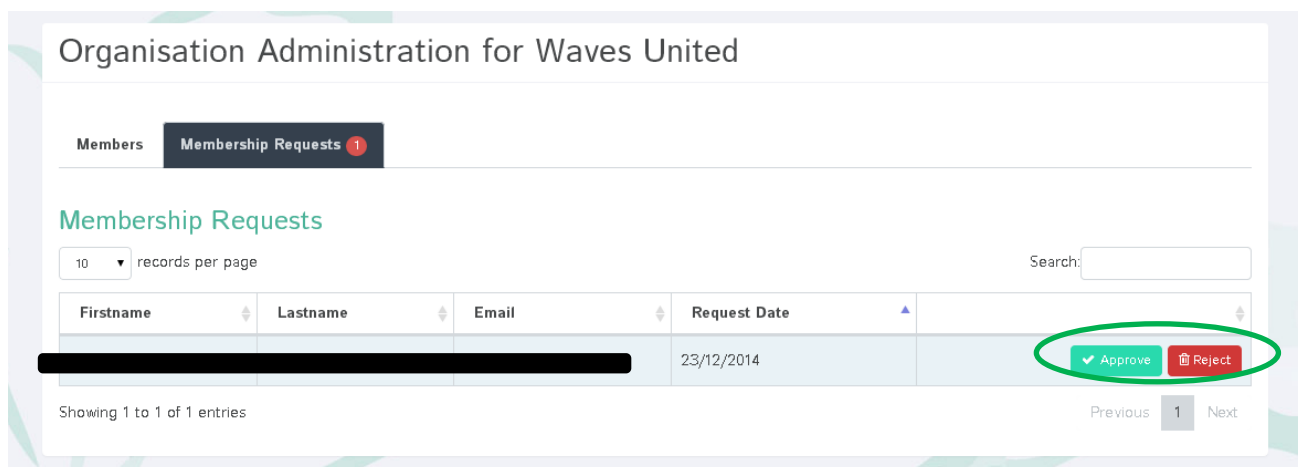 Organisation Administration for Waves United
Members Membership Requests 1
Membership Requests
10 records per page Search:
Firstname Lastname Email Request Date
23/12/2014 Approve Reject
Showing 1 to 1 of 1 entries Previous 1 Next